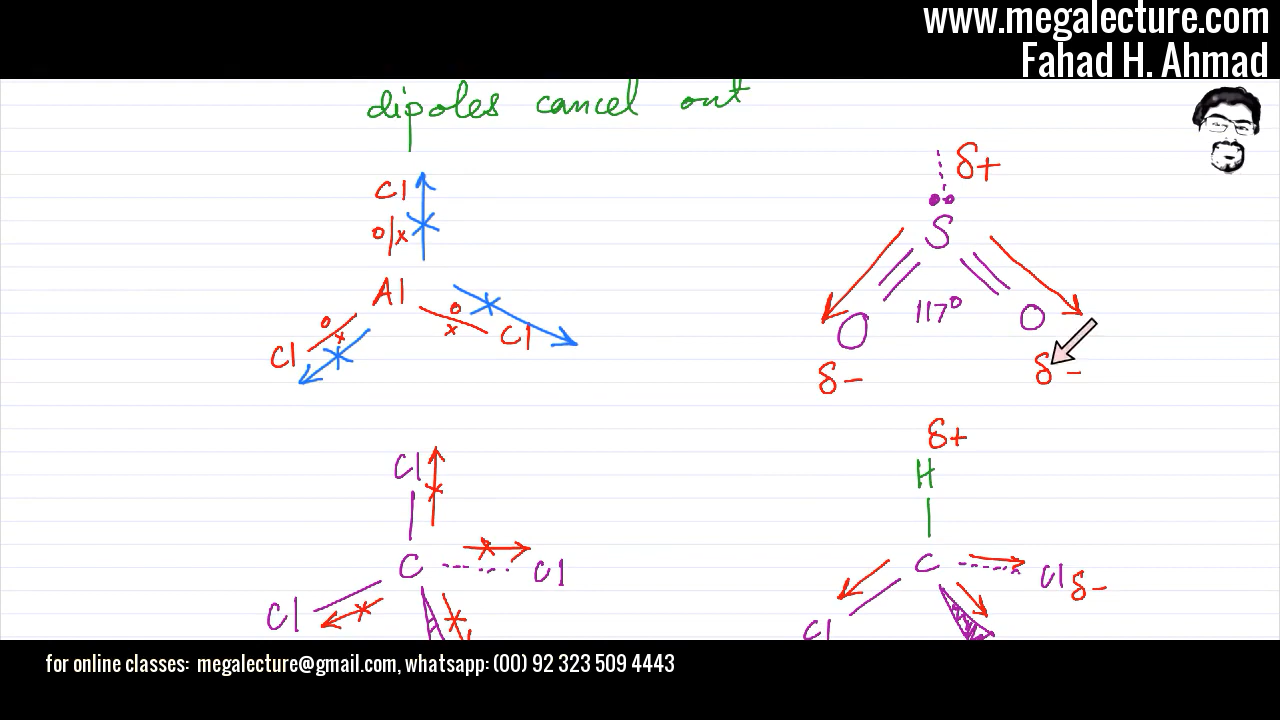 www.megalecture.com
Fahad H. Ahmad
dipoles cancel out
Cl
o/x
Al
o
x
Cl
o
x
Cl
δ+
S
117°
O
O
δ-
δ-
Cl
C
Cl
Cl
δ+
H
C
Cl δ-
Cl
for online classes: megalecture@gmail.com, whatsapp: (00) 92 323 509 4443